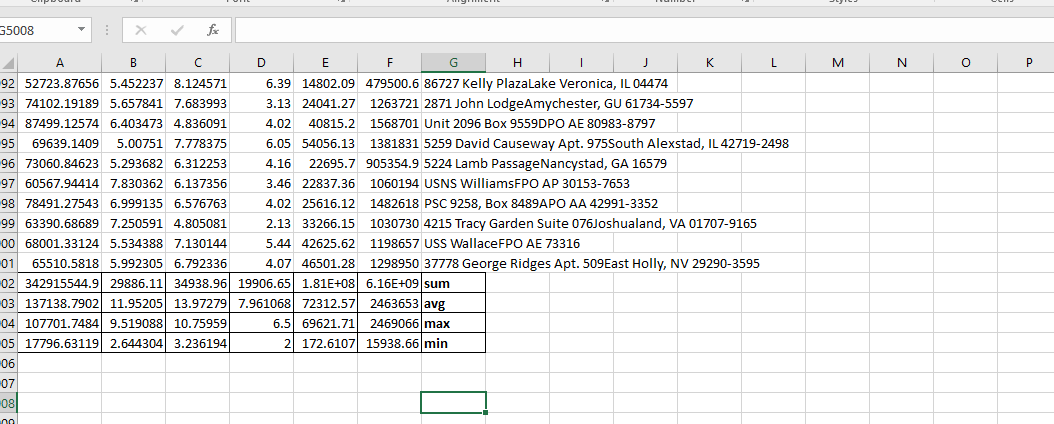 Clipboard Font Alignment Number Styles Cells
G5008 fx
A B C D E F G H I J K L M N O P
92 52723.87656 5.452237 8.124571 6.39 14802.09 479500.6 86727 Kelly PlazaLake Veronica, IL 04474
93 74102.19189 5.657841 7.683993 3.13 24041.27 1263721 2871 John LodgeAmychester, GU 61734-5597
94 87499.12574 6.403473 4.836091 4.02 40815.2 1568701 Unit 2096 Box 9559DPO AE 80983-8797
95 69639.1409 5.00751 7.778375 6.05 54056.13 1381831 5259 David Causeway Apt. 975South Alexstad, IL 42719-2498
96 73060.84623 5.293682 6.312253 4.16 22695.7 905354.9 5224 Lamb PassageNancystad, GA 16579
97 60567.94414 7.830362 6.137356 3.46 22837.36 1060194 USNS WilliamsFPO AP 30153-7653
98 78491.27543 6.999135 6.576763 4.02 25616.12 1482618 PSC 9258, Box 8489APO AA 42991-3352
99 63390.68689 7.250591 4.805081 2.13 33266.15 1030730 4215 Tracy Garden Suite 076Joshualand, VA 01707-9165
00 68001.33124 5.534388 7.130144 5.44 42625.62 1198657 USS WallaceFPO AE 73316
01 65510.5818 5.992305 6.792336 4.07 46501.28 1298950 37778 George Ridges Apt. 509East Holly, NV 29290-3595
02 342915544.9 29886.11 34938.96 19906.65 1.81E+08 6.16E+09 sum
03 137138.7902 11.95205 13.97279 7.961068 72312.57 2463653 avg
04 107701.7484 9.519088 10.75959 6.5 69621.71 2469066 max
05 17796.63119 2.644304 3.236194 2 172.6107 15938.66 min
06
07
08
09